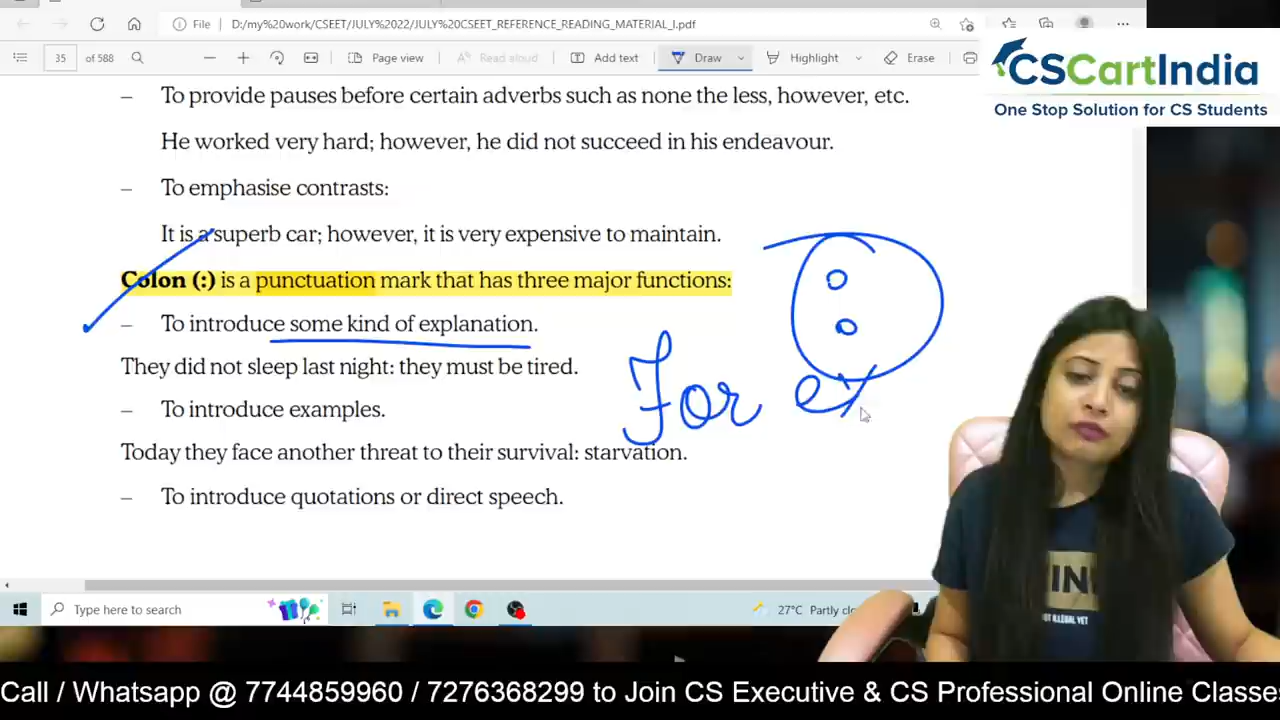 File
D:/my%20work/CSEET/JULY%2022/JULY%20CSEET_REFERENCE_READING_MATERIAL_I.pdf
35 of 588
Page view
Read aloud
Add text
Draw
Highlight
Erase
CSCartIndia
One Stop Solution for CS Students
– To provide pauses before certain adverbs such as none the less, however, etc.
He worked very hard; however, he did not succeed in his endeavour.
– To emphasise contrasts:
It is a superb car; however, it is very expensive to maintain.
Colon (:) is a punctuation mark that has three major functions:
– To introduce some kind of explanation.
They did not sleep last night: they must be tired.
For ex
– To introduce examples.
Today they face another threat to their survival: starvation.
– To introduce quotations or direct speech.
Type here to search
27°C Partly
Call / Whatsapp @ 7744859960 / 7276368299 to Join CS Executive & CS Professional Online Classes